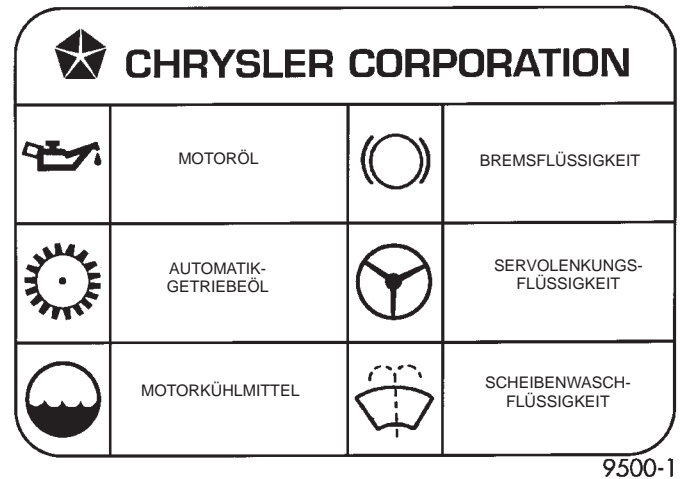 CHRYSLER CORPORATION
MOTORÖL
BREMSFLÜSSIGKEIT
AUTOMATIK-
GETRIEBEÖL
SERVOLENKUNGS-
FLÜSSIGKEIT
MOTORKÜHLMITTEL
SCHEIBENWASCH-
FLÜSSIGKEIT
9500-1